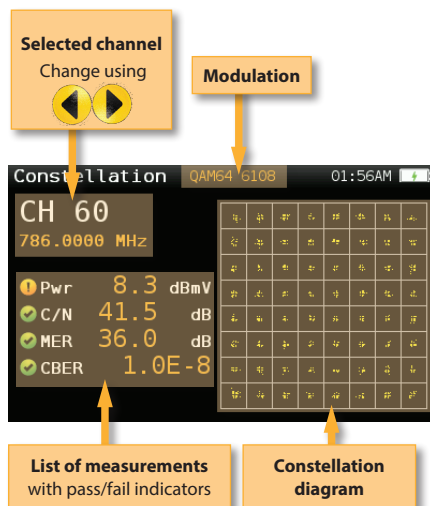 Selected channel
Change using
Modulation
Constellation QAM64 6108 01:56AM
CH 60
786.0000 MHz
Pwr 8.3 dBmV
C/N 41.5 dB
MER 36.0 dB
CBER 1.0E-8
List of measurements
with pass/fail indicators
Constellation
diagram